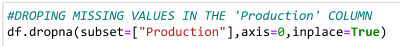 #DROPING MISSING VALUES IN THE 'Production' COLUMN
df.dropna(subset=["Production"],axis=0,inplace=True)